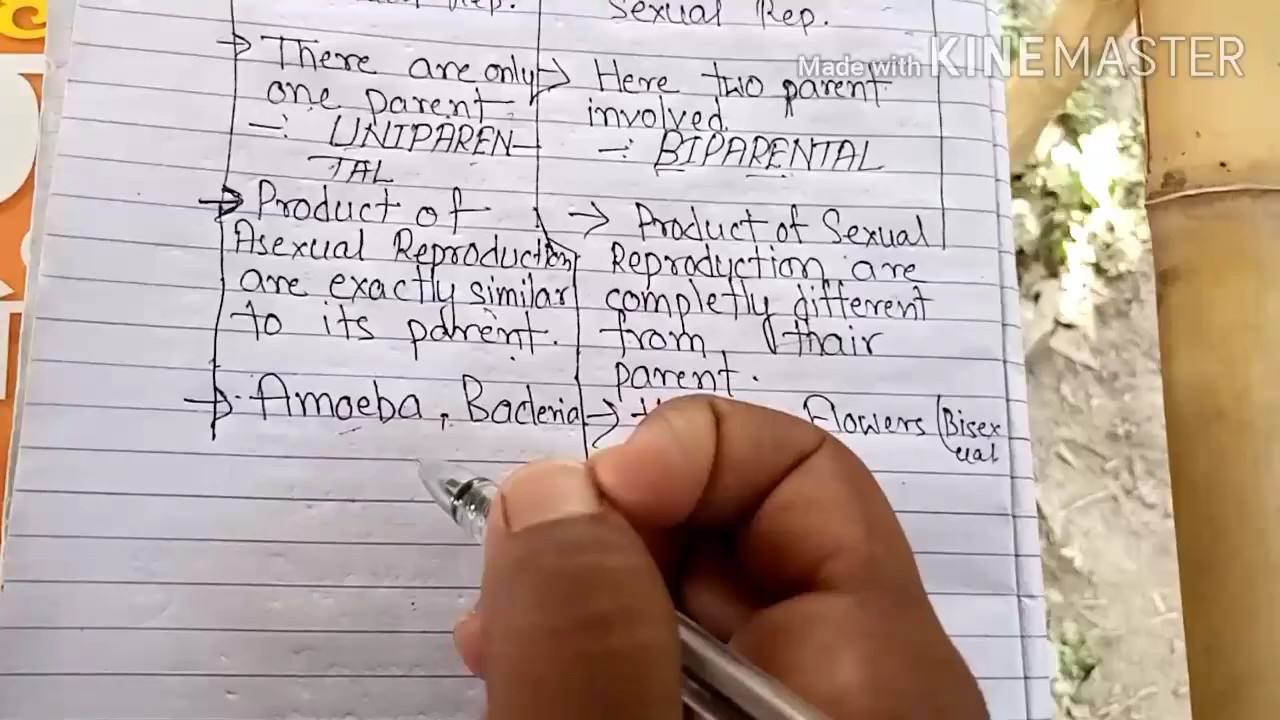 Rep.
Sexual Rep.
Made with KINEMASTER
→ There are only
one parent
-: UNIPAREN-
TAL
→ Product of
Asexual Reproduction
are exactly similar
to its parent.
→ Amoeba, Bacteria
→ Here two parent
involved.
-: BIPARENTAL
→ Product of Sexual
Reproduction are
completly different
from thair
parent.
→ Flowers (Bisex
ual